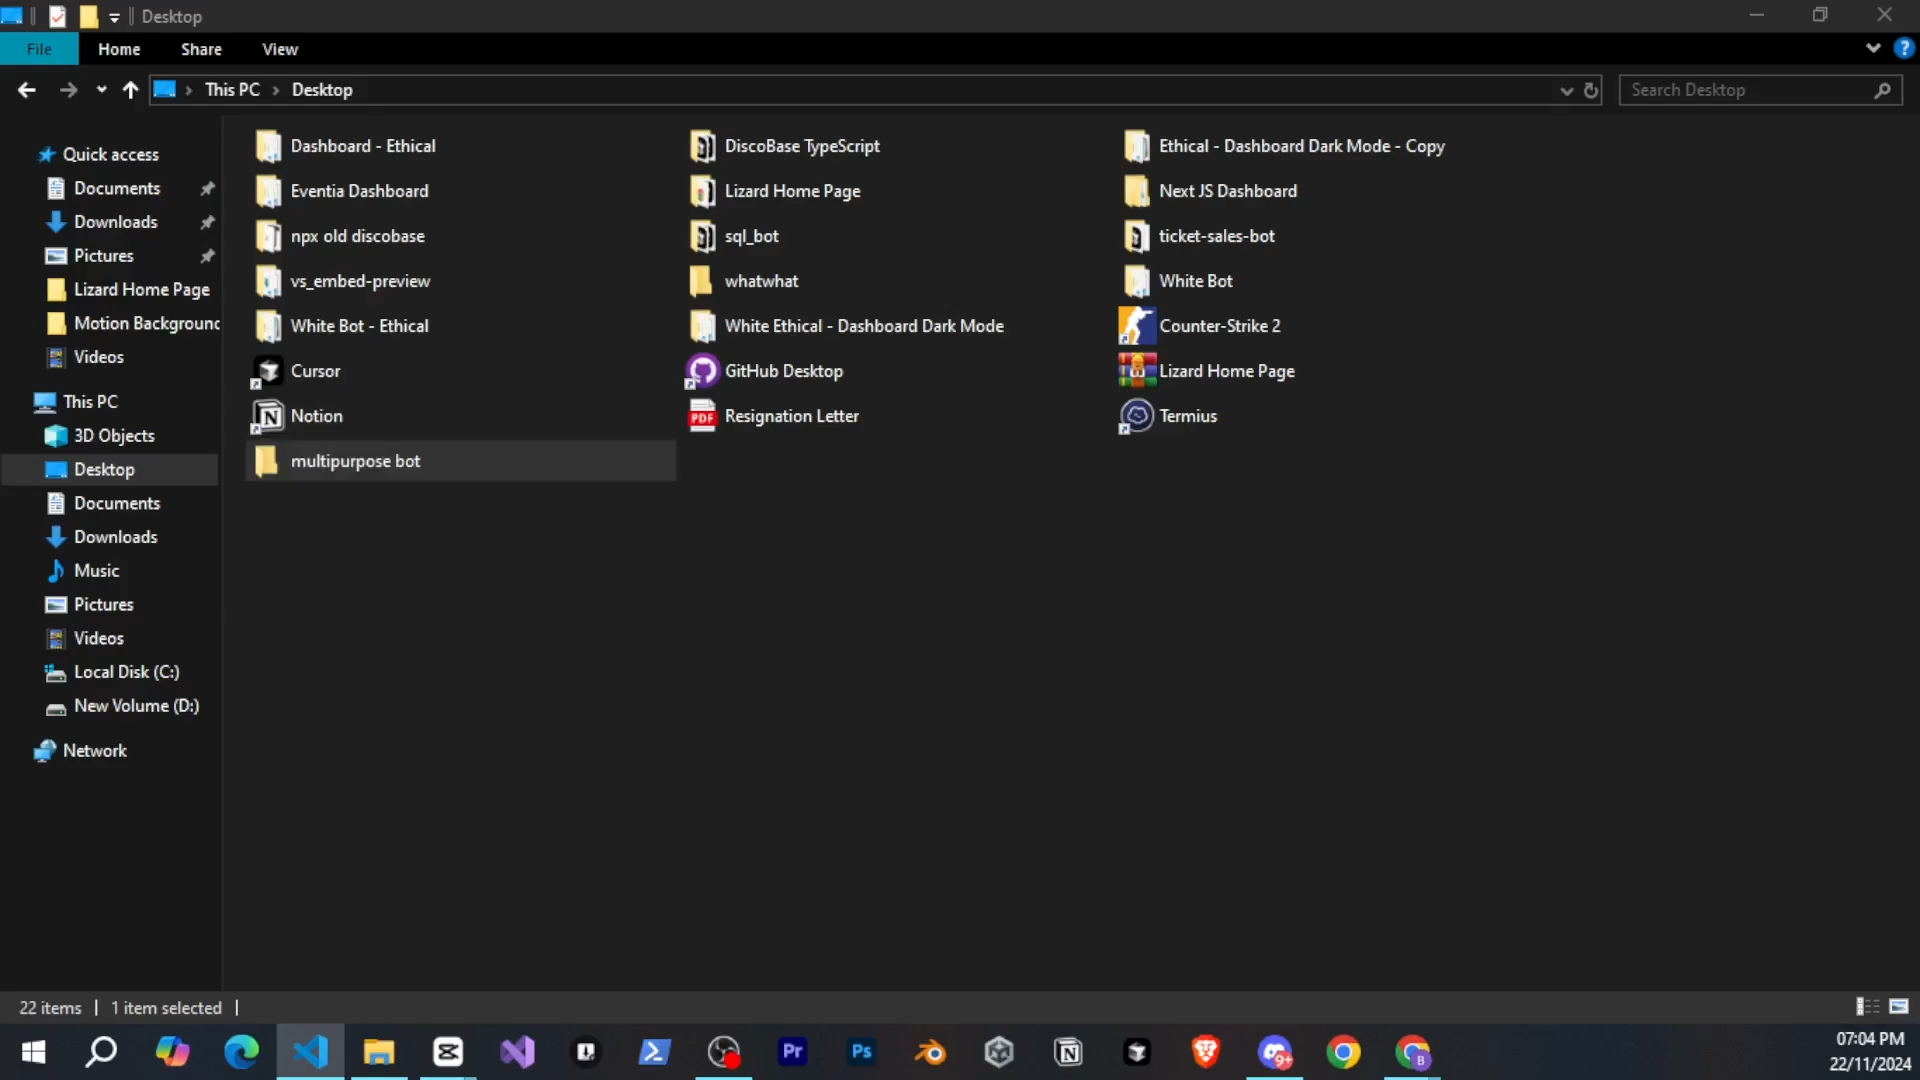 Desktop
File Home Share View
This PC Desktop
Search Desktop
Quick access
Documents
Downloads
Pictures
Lizard Home Page
Motion Background
Videos
This PC
3D Objects
Desktop
Documents
Downloads
Music
Pictures
Videos
Local Disk (C:)
New Volume (D:)
Network
Dashboard - Ethical DiscoBase TypeScript Ethical - Dashboard Dark Mode - Copy
Eventia Dashboard Lizard Home Page Next JS Dashboard
npx old discobase sql_bot ticket-sales-bot
vs_embed-preview whatwhat White Bot
White Bot - Ethical White Ethical - Dashboard Dark Mode Counter-Strike 2
Cursor GitHub Desktop Lizard Home Page
Notion PDF Resignation Letter Termius
multipurpose bot
22 items 1 item selected
Pr Ps 9+ B
07:04 PM
22/11/2024